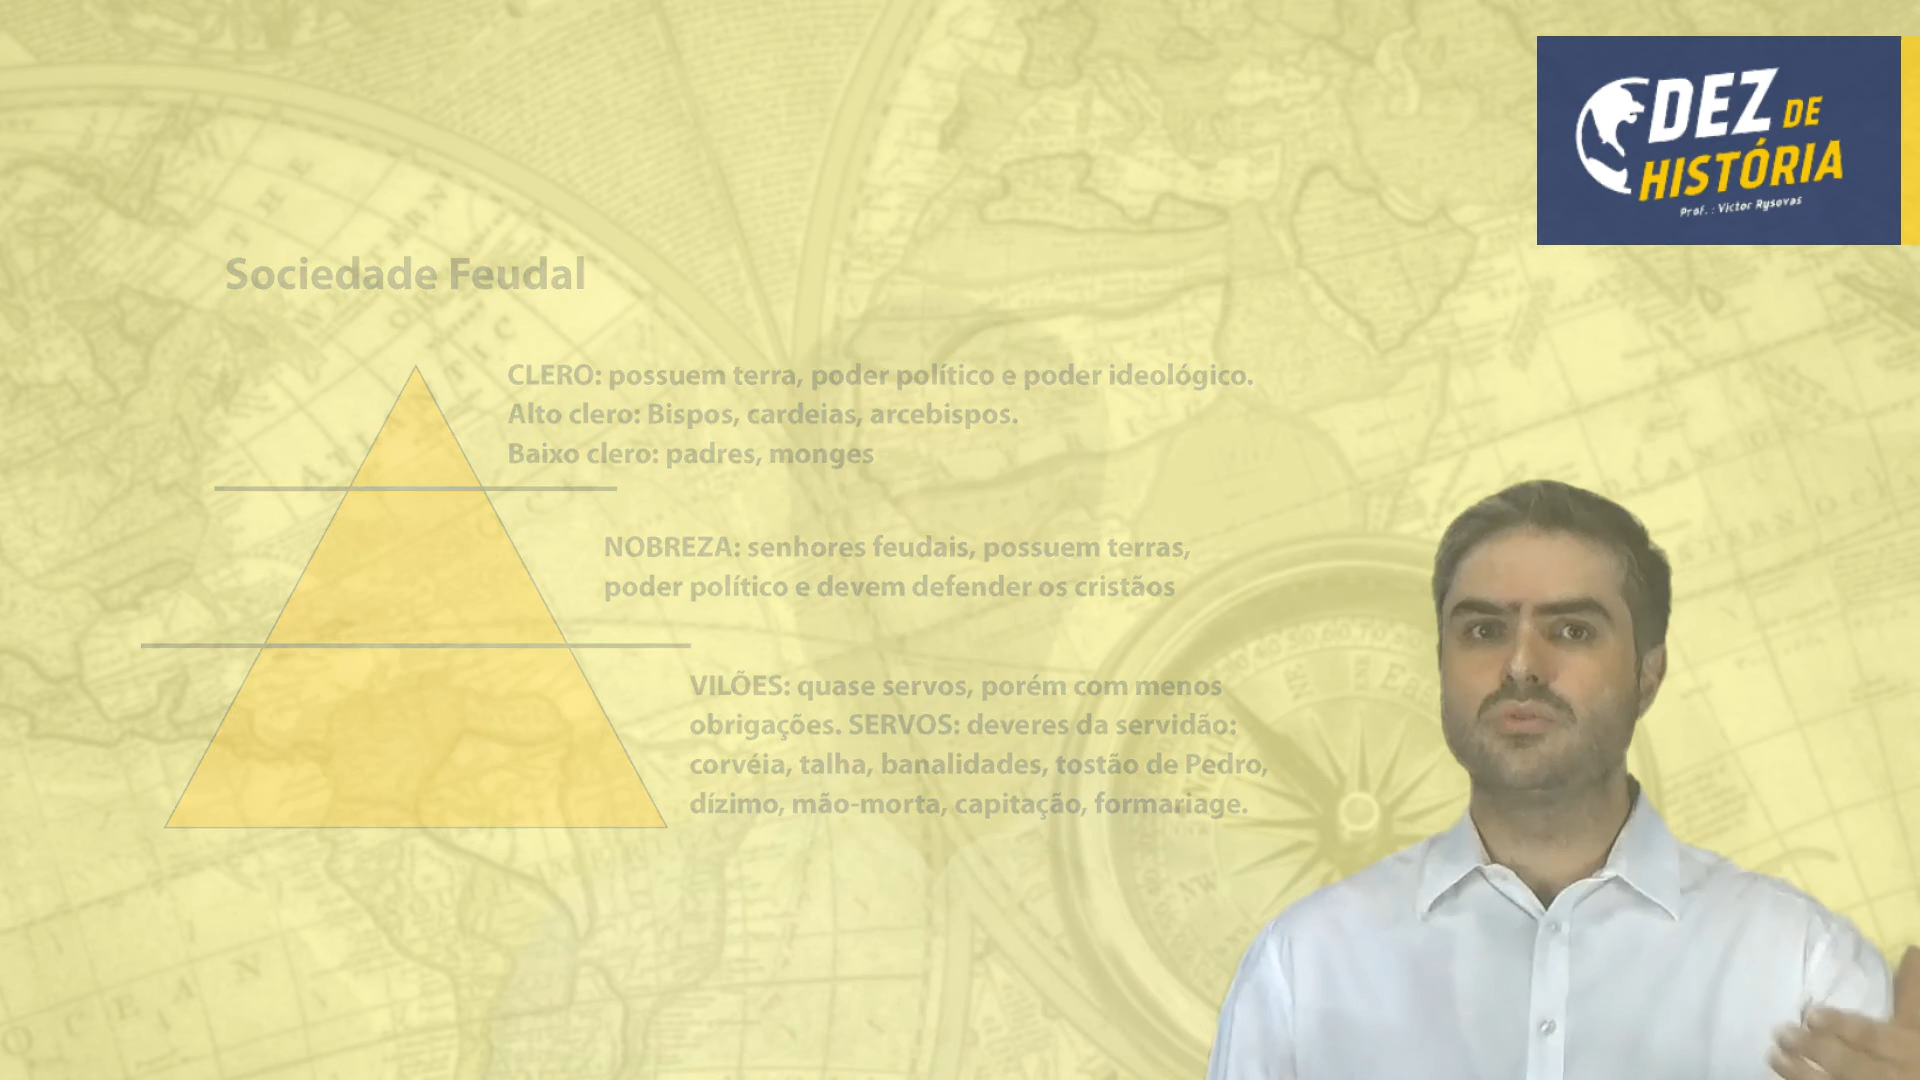 DEZ DE
HISTÓRIA
Prof. : Victor Rysovas
Sociedade Feudal
CLERO: possuem terra, poder político e poder ideológico.
Alto clero: Bispos, cardeias, arcebispos.
Baixo clero: padres, monges
NOBREZA: senhores feudais, possuem terras,
poder político e devem defender os cristãos
VILÕES: quase servos, porém com menos
obrigações. SERVOS: deveres da servidão:
corvéia, talha, banalidades, tostão de Pedro,
dízimo, mão-morta, capitação, formariage.
OCEAN
NW